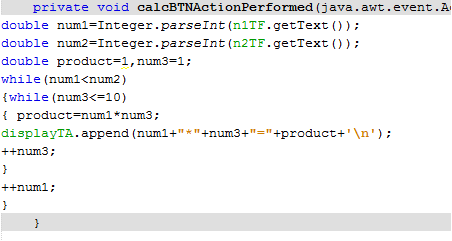 private void calcBTNActionPerformed(java.awt.event.A
double num1=Integer.parseInt(n1TF.getText());
double num2=Integer.parseInt(n2TF.getText());
double product=1,num3=1;
while(num1<num2)
{while(num3<=10)
{ product=num1*num3;
displayTA.append(num1+"*"+num3+"="+product+'\n');
++num3;
}
++num1;
}
}